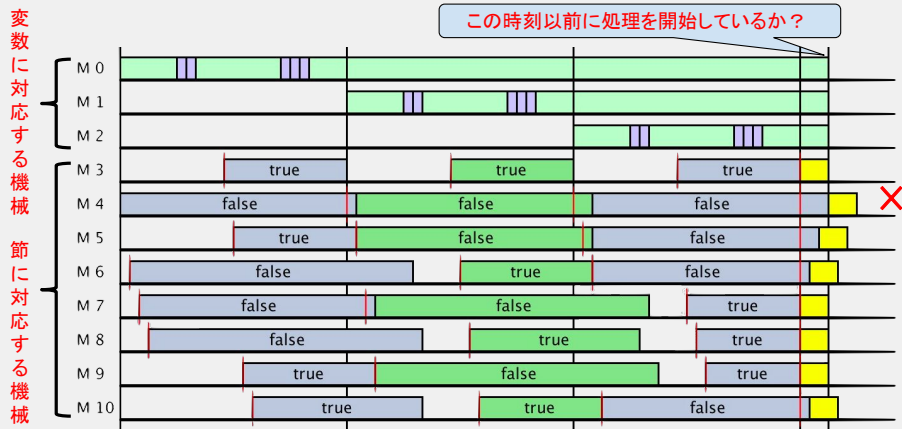 この時刻以前に処理を開始しているか？
変数に対応する機械
M 0
M 1
M 2
節に対応する機械
M 3 true true true
M 4 false false false ×
M 5 true false false
M 6 false true false
M 7 false false true
M 8 false true true
M 9 true false true
M 10 true true false